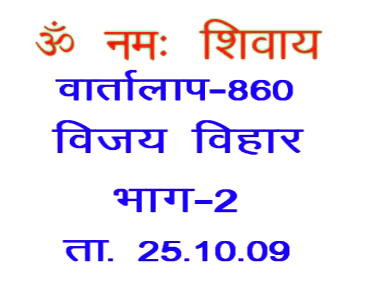 ॐ नमः शिवाय
वार्तालाप-860
विजय विहार
भाग-2
ता. 25.10.09